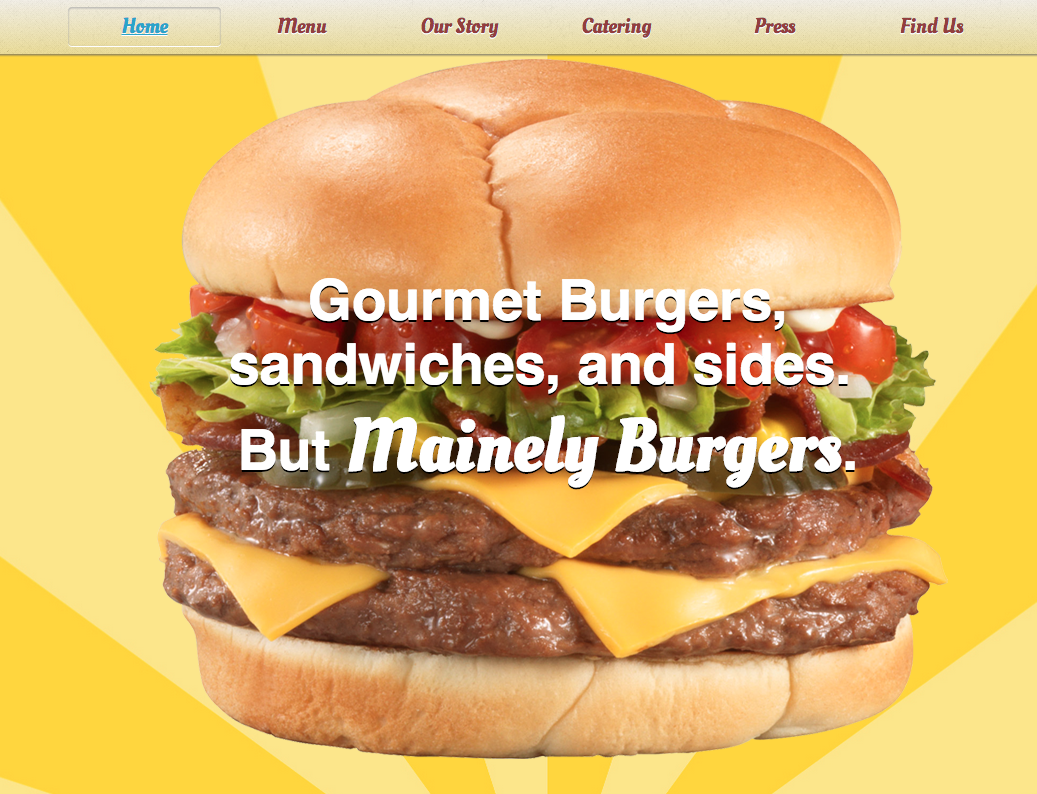 Home Menu Our Story Catering Press Find Us
Gourmet Burgers,
sandwiches, and sides.
But Mainely Burgers.